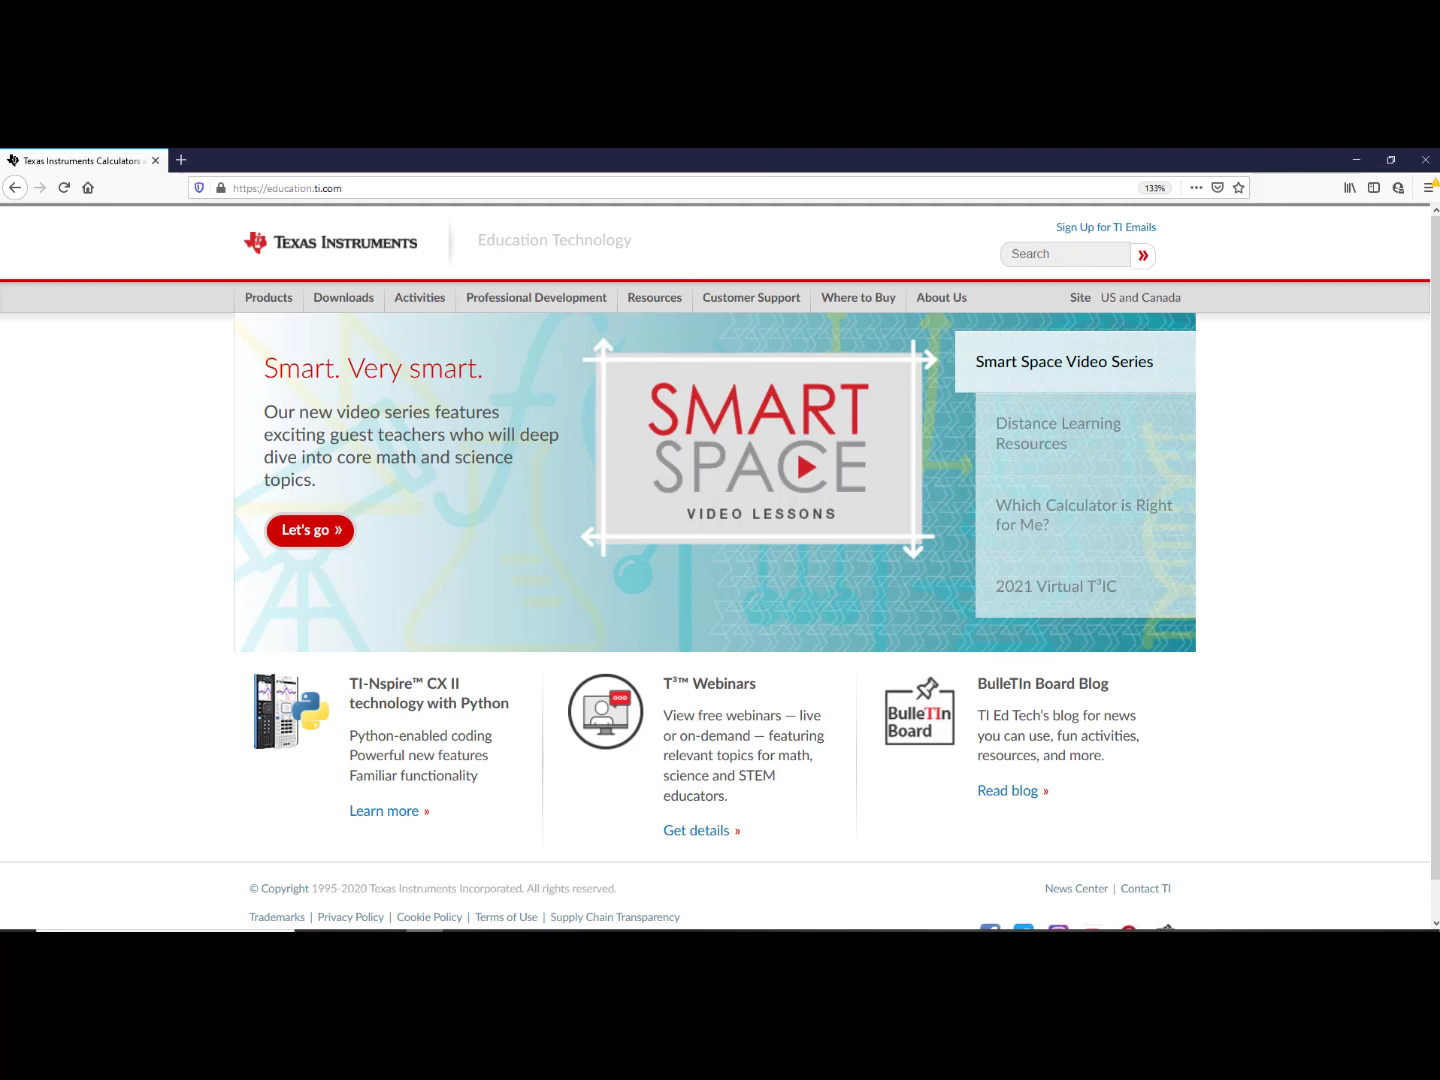 Texas Instruments Calculators
https://education.ti.com
133%
TEXAS INSTRUMENTS
Education Technology
Sign Up for TI Emails
Search
Products
Downloads
Activities
Professional Development
Resources
Customer Support
Where to Buy
About Us
Site US and Canada
Smart. Very smart.
Our new video series features
exciting guest teachers who will deep
dive into core math and science
topics.
Let's go »
SMART
SPACE
VIDEO LESSONS
Smart Space Video Series
Distance Learning
Resources
Which Calculator is Right
for Me?
2021 Virtual T³IC
TI-Nspire™ CX II
technology with Python
Python-enabled coding
Powerful new features
Familiar functionality
Learn more »
T³™ Webinars
View free webinars — live
or on-demand — featuring
relevant topics for math,
science and STEM
educators.
Get details »
BulleTIn
Board
BulleTIn Board Blog
TI Ed Tech's blog for news
you can use, fun activities,
resources, and more.
Read blog »
© Copyright 1995-2020 Texas Instruments Incorporated. All rights reserved.
News Center | Contact TI
Trademarks | Privacy Policy | Cookie Policy | Terms of Use | Supply Chain Transparency